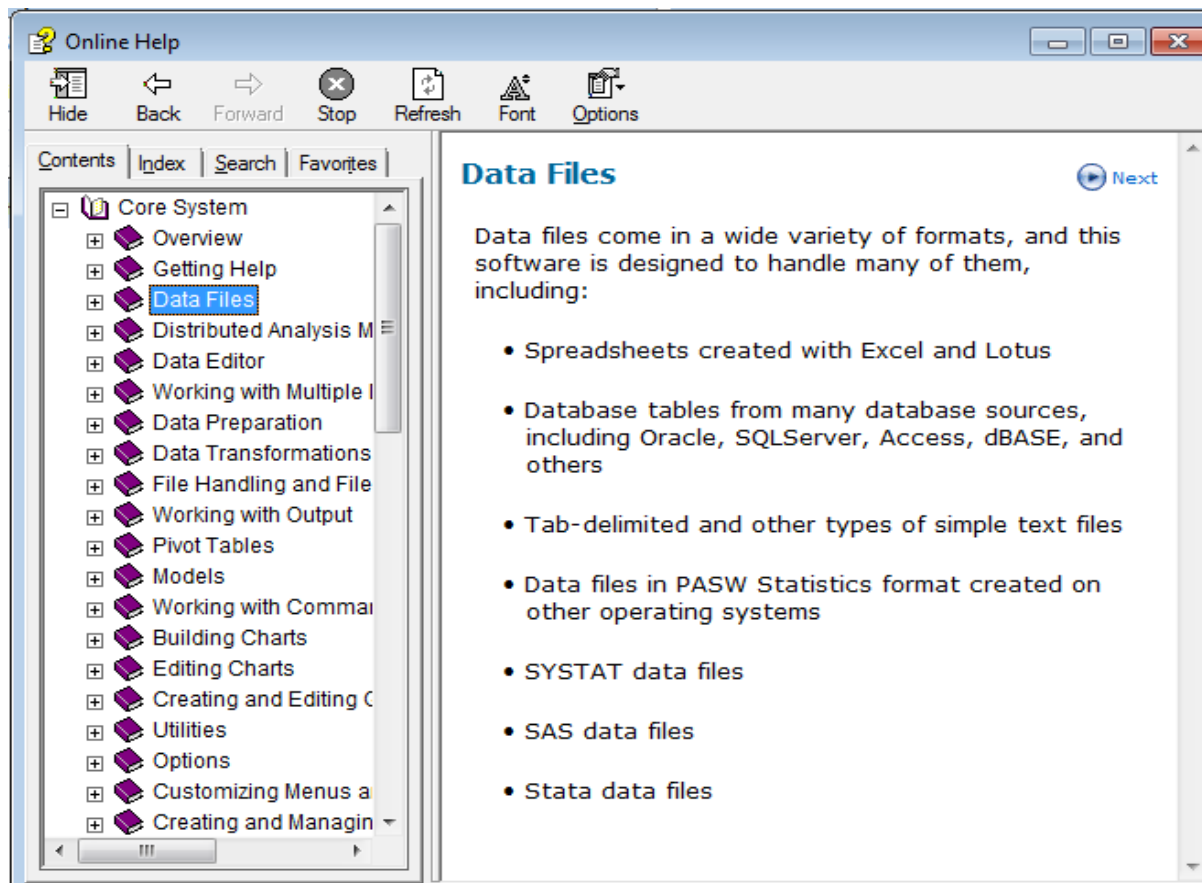 Online Help
Hide Back Forward Stop Refresh Font Options
Contents Index Search Favorites
Core System
Overview
Getting Help
Data Files
Distributed Analysis M
Data Editor
Working with Multiple
Data Preparation
Data Transformations
File Handling and File
Working with Output
Pivot Tables
Models
Working with Comma
Building Charts
Editing Charts
Creating and Editing
Utilities
Options
Customizing Menus a
Creating and Managin
Data Files
Next
Data files come in a wide variety of formats, and this
software is designed to handle many of them,
including:
• Spreadsheets created with Excel and Lotus
• Database tables from many database sources,
including Oracle, SQLServer, Access, dBASE, and
others
• Tab-delimited and other types of simple text files
• Data files in PASW Statistics format created on
other operating systems
• SYSTAT data files
• SAS data files
• Stata data files